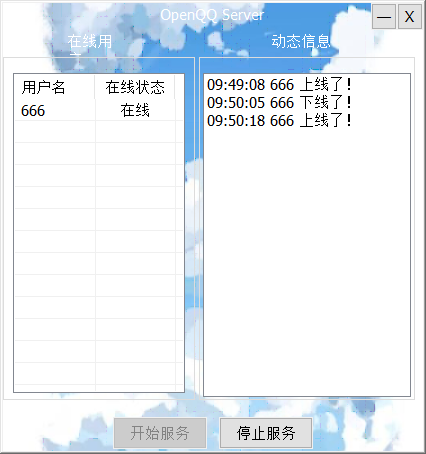 OpenQQ Server
— X
在线用
动态信息
用户名 在线状态
666 在线
09:49:08 666 上线了!
09:50:05 666 下线了!
09:50:18 666 上线了!
开始服务 停止服务